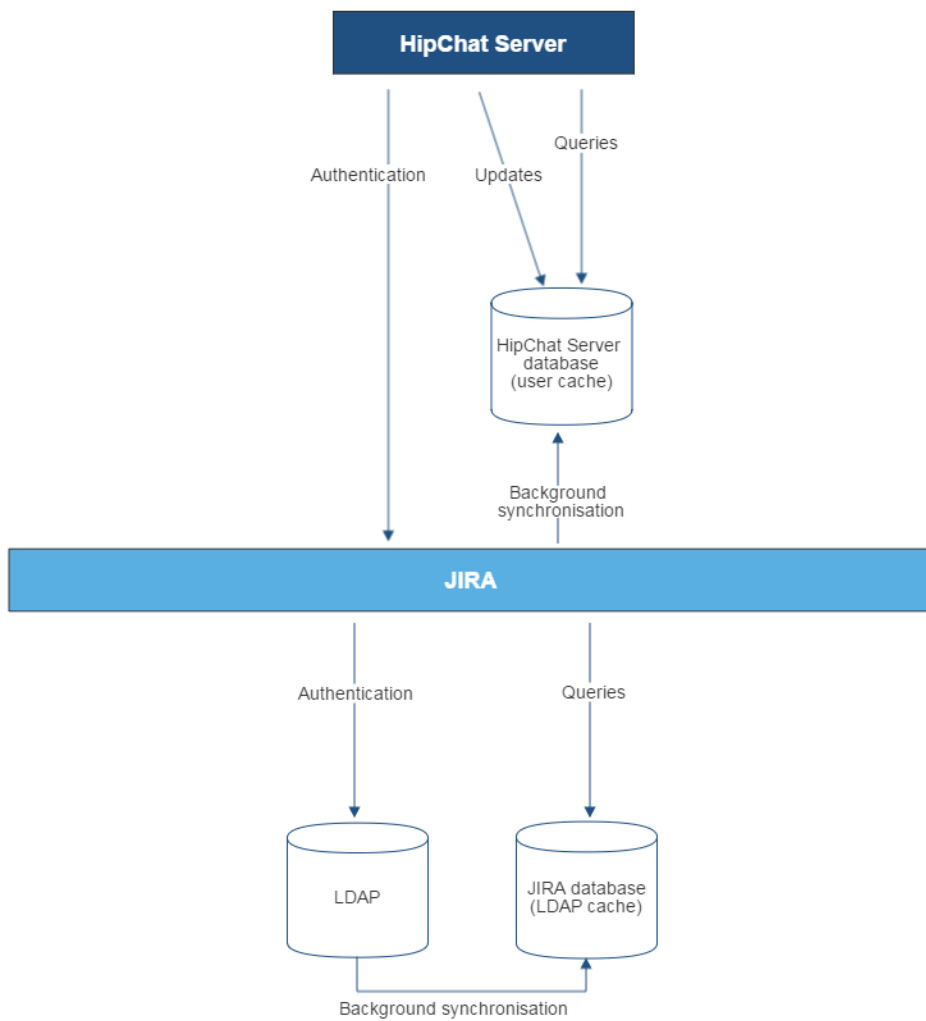 HipChat Server
Queries
Authentication
Updates
HipChat Server
database
(user cache)
Background
synchronisation
JIRA
Authentication
Queries
LDAP
JIRA database
(LDAP cache)
Background synchronisation